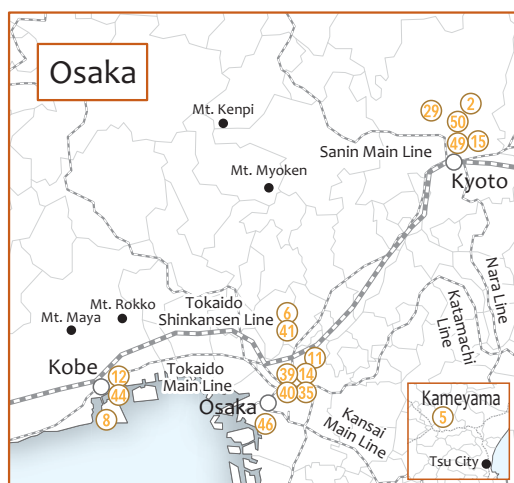 Osaka
Mt. Kenpi
29
2
50
49
15
Sanin Main Line
Kyoto
Mt. Myoken
Nara Line
Katamachi
Line
Mt. Rokko
Mt. Maya
Tokaido
Shinkansen Line
6
41
11
Kobe
12
44
8
Tokaido
Main Line
39
14
40
35
Osaka
46
Kansai
Main Line
Kameyama
5
Tsu City